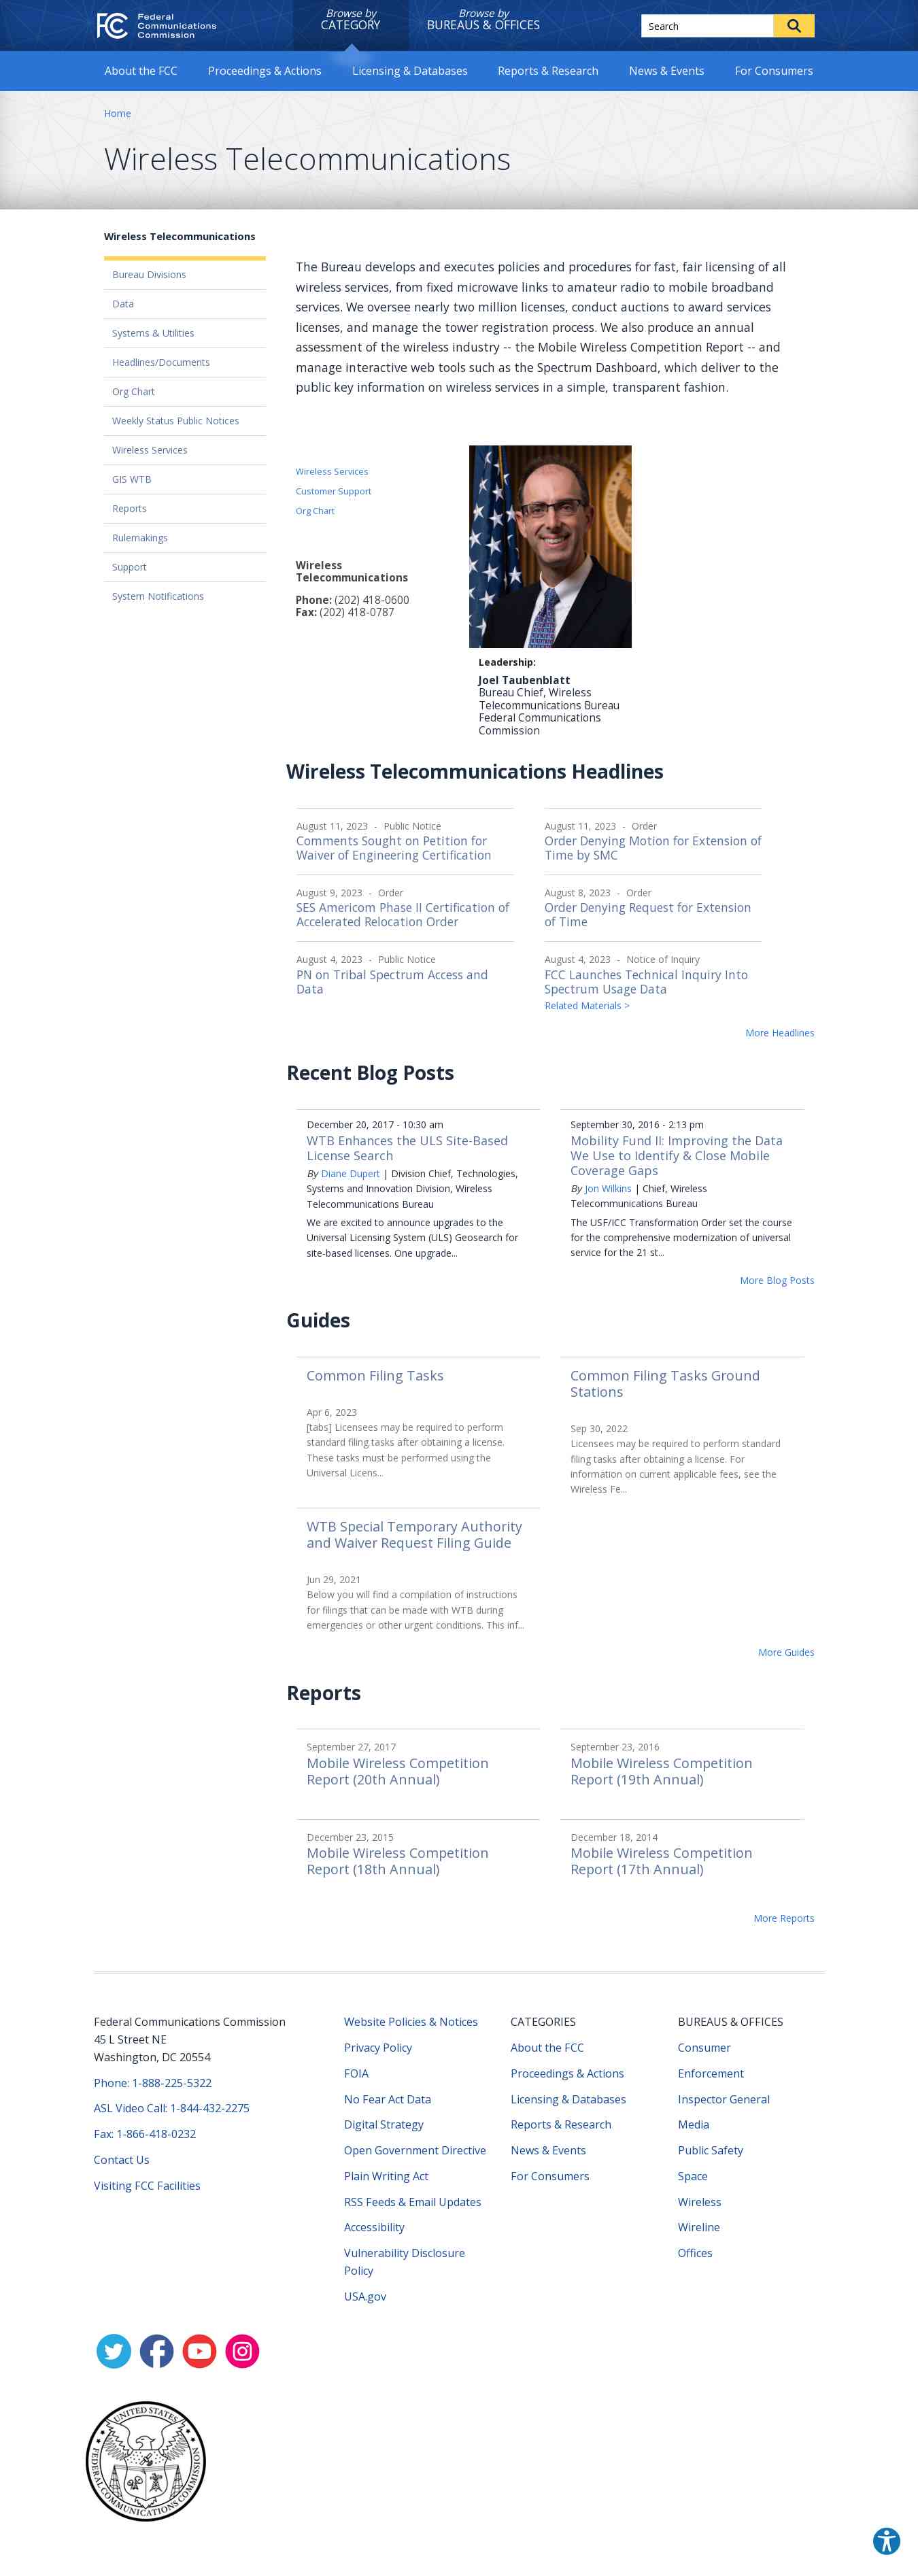 FC Federal
Communications
Commission
Browse by
CATEGORY
Browse by
BUREAUS & OFFICES
Search
About the FCC
Proceedings & Actions
Licensing & Databases
Reports & Research
News & Events
For Consumers
Home
Wireless Telecommunications
Wireless Telecommunications
Bureau Divisions
Data
Systems & Utilities
Headlines/Documents
Org Chart
Weekly Status Public Notices
Wireless Services
GIS WTB
Reports
Rulemakings
Support
System Notifications
The Bureau develops and executes policies and procedures for fast, fair licensing of all
wireless services, from fixed microwave links to amateur radio to mobile broadband
services. We oversee nearly two million licenses, conduct auctions to award services
licenses, and manage the tower registration process. We also produce an annual
assessment of the wireless industry -- the Mobile Wireless Competition Report -- and
manage interactive web tools such as the Spectrum Dashboard, which deliver to the
public key information on wireless services in a simple, transparent fashion.
Wireless Services
Customer Support
Org Chart
Wireless
Telecommunications
Phone: (202) 418-0600
Fax: (202) 418-0787
Leadership:
Joel Taubenblatt
Bureau Chief, Wireless
Telecommunications Bureau
Federal Communications
Commission
Wireless Telecommunications Headlines
August 11, 2023 - Public Notice
Comments Sought on Petition for
Waiver of Engineering Certification
August 11, 2023 - Order
Order Denying Motion for Extension of
Time by SMC
August 9, 2023 - Order
SES Americom Phase II Certification of
Accelerated Relocation Order
August 8, 2023 - Order
Order Denying Request for Extension
of Time
August 4, 2023 - Public Notice
PN on Tribal Spectrum Access and
Data
August 4, 2023 - Notice of Inquiry
FCC Launches Technical Inquiry Into
Spectrum Usage Data
Related Materials >
More Headlines
Recent Blog Posts
December 20, 2017 - 10:30 am
WTB Enhances the ULS Site-Based
License Search
By Diane Dupert | Division Chief, Technologies,
Systems and Innovation Division, Wireless
Telecommunications Bureau
We are excited to announce upgrades to the
Universal Licensing System (ULS) Geosearch for
site-based licenses. One upgrade...
September 30, 2016 - 2:13 pm
Mobility Fund II: Improving the Data
We Use to Identify & Close Mobile
Coverage Gaps
By Jon Wilkins | Chief, Wireless
Telecommunications Bureau
The USF/ICC Transformation Order set the course
for the comprehensive modernization of universal
service for the 21 st...
More Blog Posts
Guides
Common Filing Tasks
Apr 6, 2023
[tabs] Licensees may be required to perform
standard filing tasks after obtaining a license.
These tasks must be performed using the
Universal Licens...
Common Filing Tasks Ground
Stations
Sep 30, 2022
Licensees may be required to perform standard
filing tasks after obtaining a license. For
information on current applicable fees, see the
Wireless Fe...
WTB Special Temporary Authority
and Waiver Request Filing Guide
Jun 29, 2021
Below you will find a compilation of instructions
for filings that can be made with WTB during
emergencies or other urgent conditions. This inf...
More Guides
Reports
September 27, 2017
Mobile Wireless Competition
Report (20th Annual)
September 23, 2016
Mobile Wireless Competition
Report (19th Annual)
December 23, 2015
Mobile Wireless Competition
Report (18th Annual)
December 18, 2014
Mobile Wireless Competition
Report (17th Annual)
More Reports
Federal Communications Commission
45 L Street NE
Washington, DC 20554
Phone: 1-888-225-5322
ASL Video Call: 1-844-432-2275
Fax: 1-866-418-0232
Contact Us
Visiting FCC Facilities
Website Policies & Notices
Privacy Policy
FOIA
No Fear Act Data
Digital Strategy
Open Government Directive
Plain Writing Act
RSS Feeds & Email Updates
Accessibility
Vulnerability Disclosure
Policy
USA.gov
CATEGORIES
About the FCC
Proceedings & Actions
Licensing & Databases
Reports & Research
News & Events
For Consumers
BUREAUS & OFFICES
Consumer
Enforcement
Inspector General
Media
Public Safety
Space
Wireless
Wireline
Offices
UNITED STATES
FEDERAL COMMUNICATIONS COMMISSION